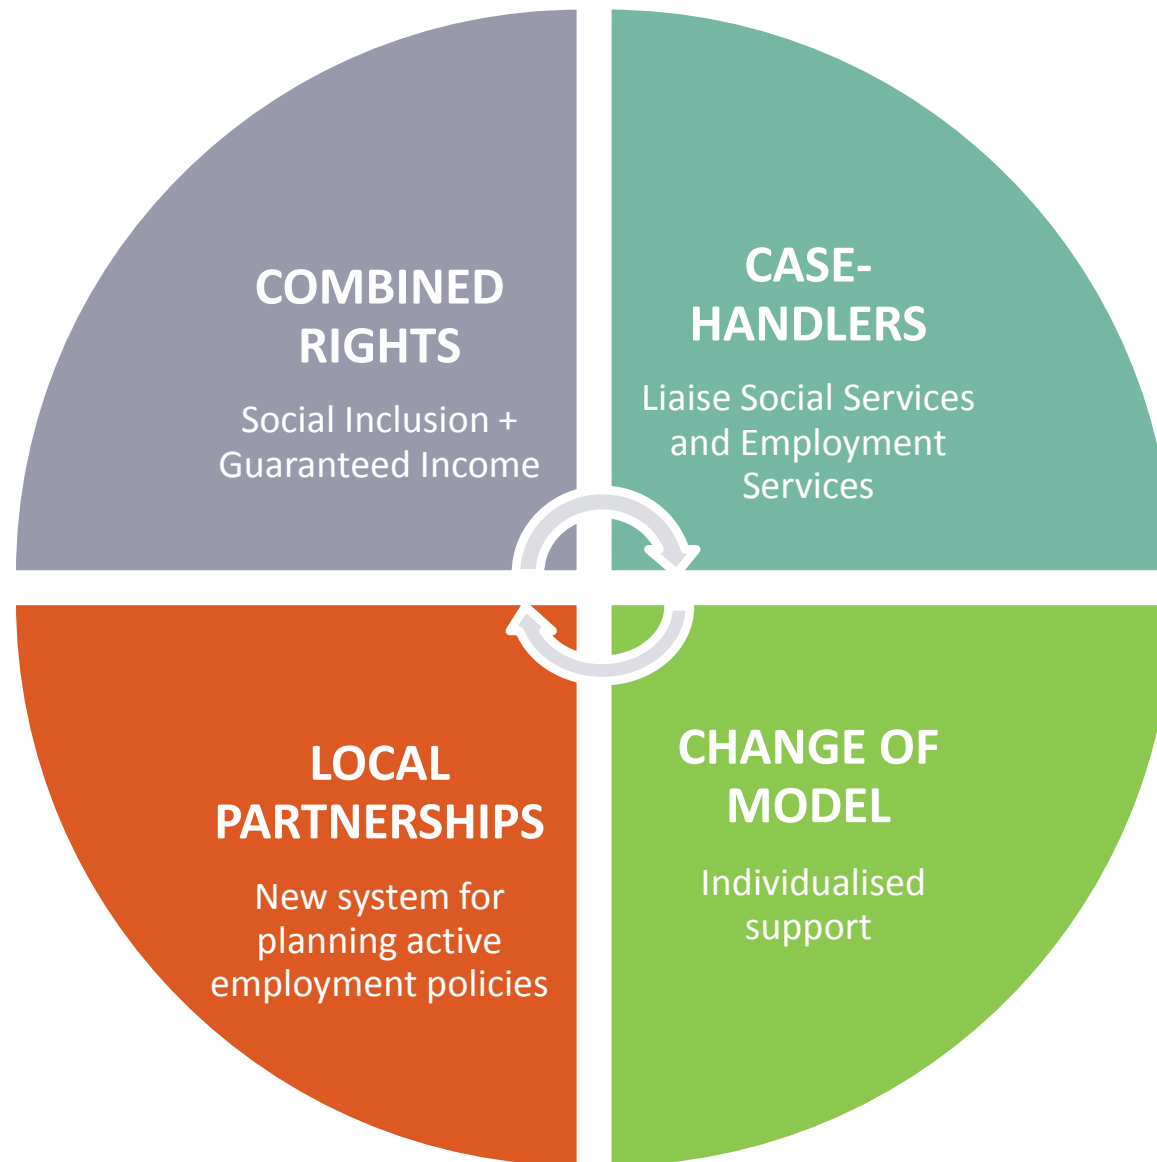 COMBINED
RIGHTS
Social Inclusion +
Guaranteed Income
CASE-
HANDLERS
Liaise Social Services
and Employment
Services
LOCAL
PARTNERSHIPS
New system for
planning active
employment policies
CHANGE OF
MODEL
Individualised
support